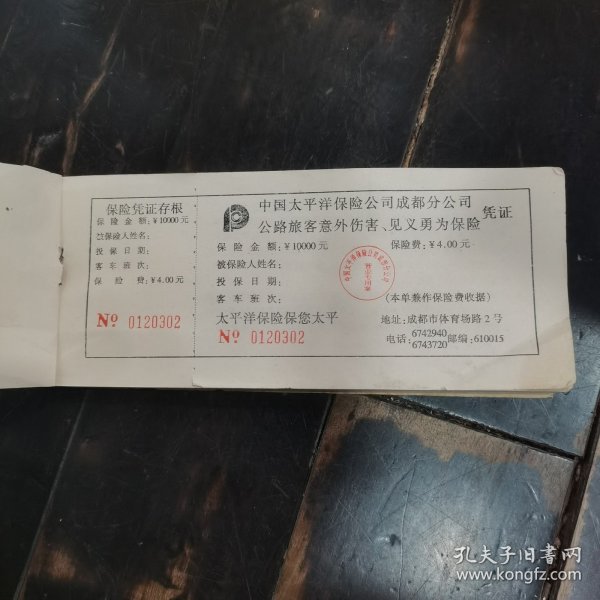 保险凭证存根
保险金额:¥10000元
被保险人姓名:
投保日期:
客车班次:
保险费:¥4.00元
№ 0120302
中国太平洋保险公司成都分公司
公路旅客意外伤害、见义勇为保险 凭证
保险金额:¥10000元 保险费:¥4.00元
被保险人姓名:
投保日期:
客车班次: (本单兼作保险费收据)
太平洋保险保您太平 地址:成都市体育场路2号
№ 0120302 电话:6742940 6743720 邮编:610015
孔夫子旧书网
www.kongfz.com